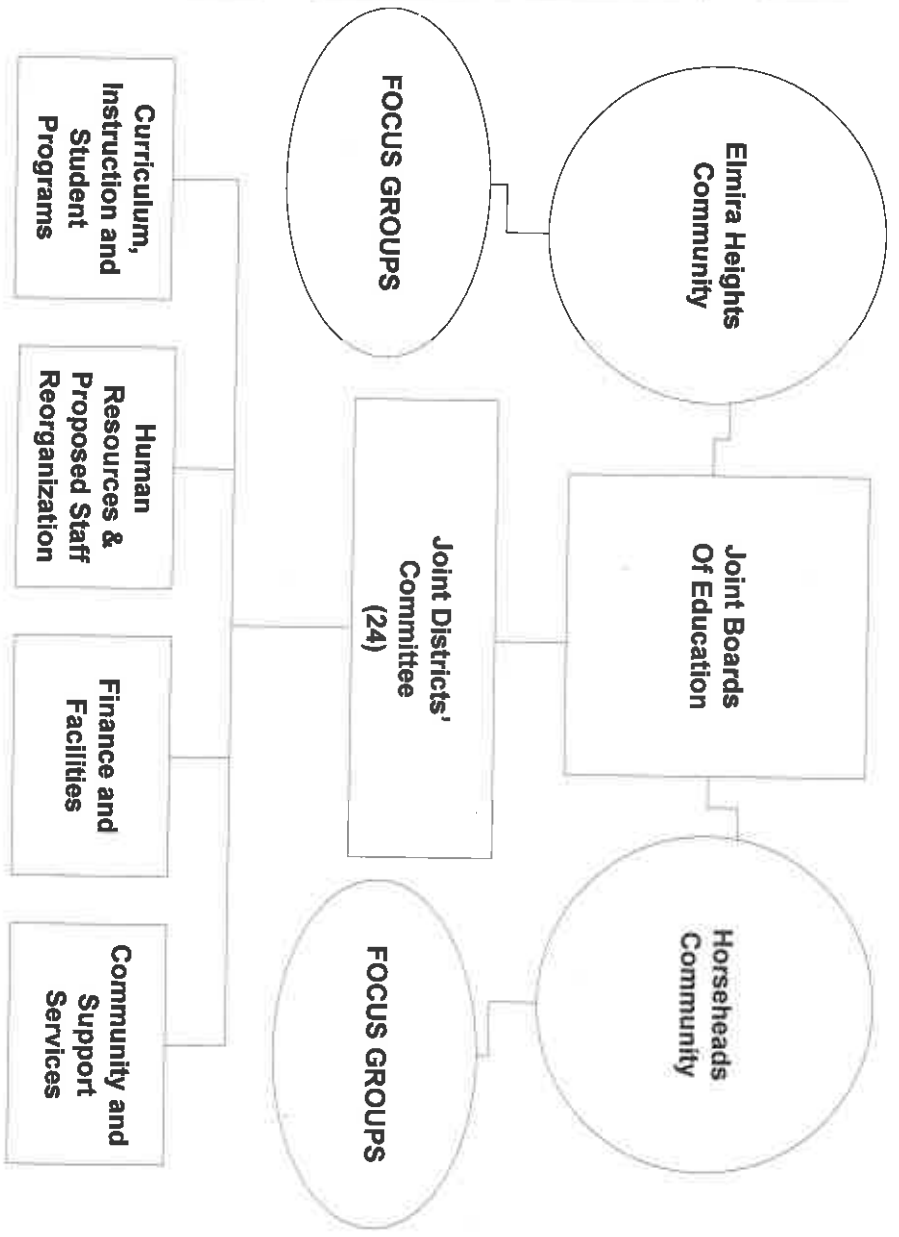 Elmira Heights
Community
Joint Boards
Of Education
Horseheads
Community
FOCUS GROUPS
Joint Districts'
Committee
(24)
FOCUS GROUPS
Curriculum,
Instruction and
Student
Programs
Human
Resources &
Proposed Staff
Reorganization
Finance and
Facilities
Community and
Support
Services